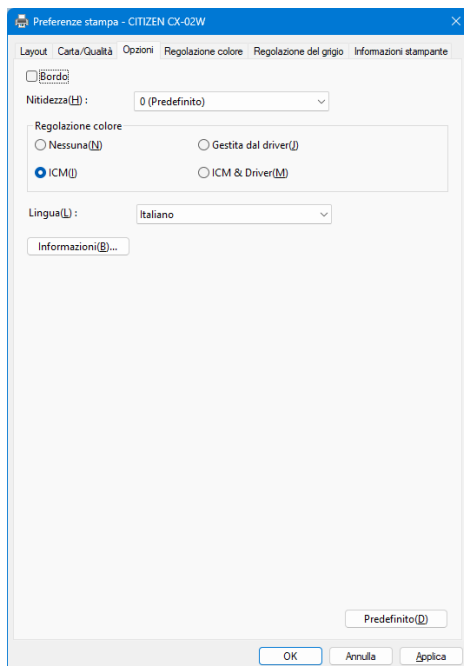 Preferenze stampa - CITIZEN CX-02W
Layout Carta/Qualità Opzioni Regolazione colore Regolazione del grigio Informazioni stampante
Bordo
Nitidezza(H) : 0 (Predefinito)
Regolazione colore
Nessuna(N) Gestita dal driver(J)
ICM(I) ICM & Driver(M)
Lingua(L) : Italiano
Informazioni(B)...
Predefinito(D)
OK Annulla Applica